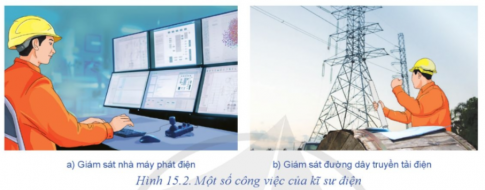 a) Giám sát nhà máy phát điện
b) Giám sát đường dây truyền tải điện
Hình 15.2. Một số công việc của kĩ sư điện